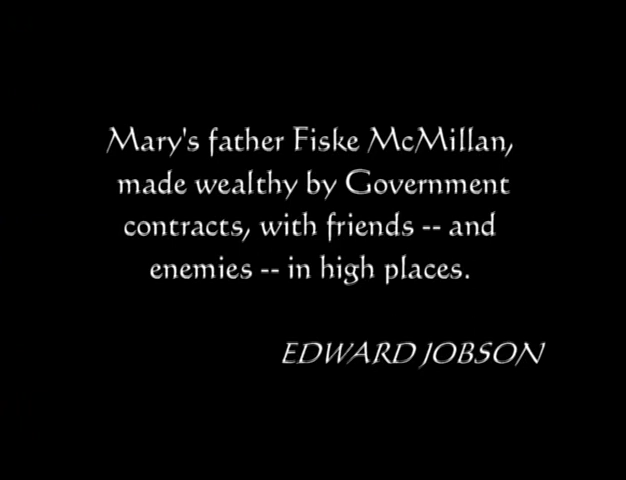 Mary's father Fiske McMillan,
made wealthy by Government
contracts, with friends -- and
enemies -- in high places.
EDWARD JOBSON